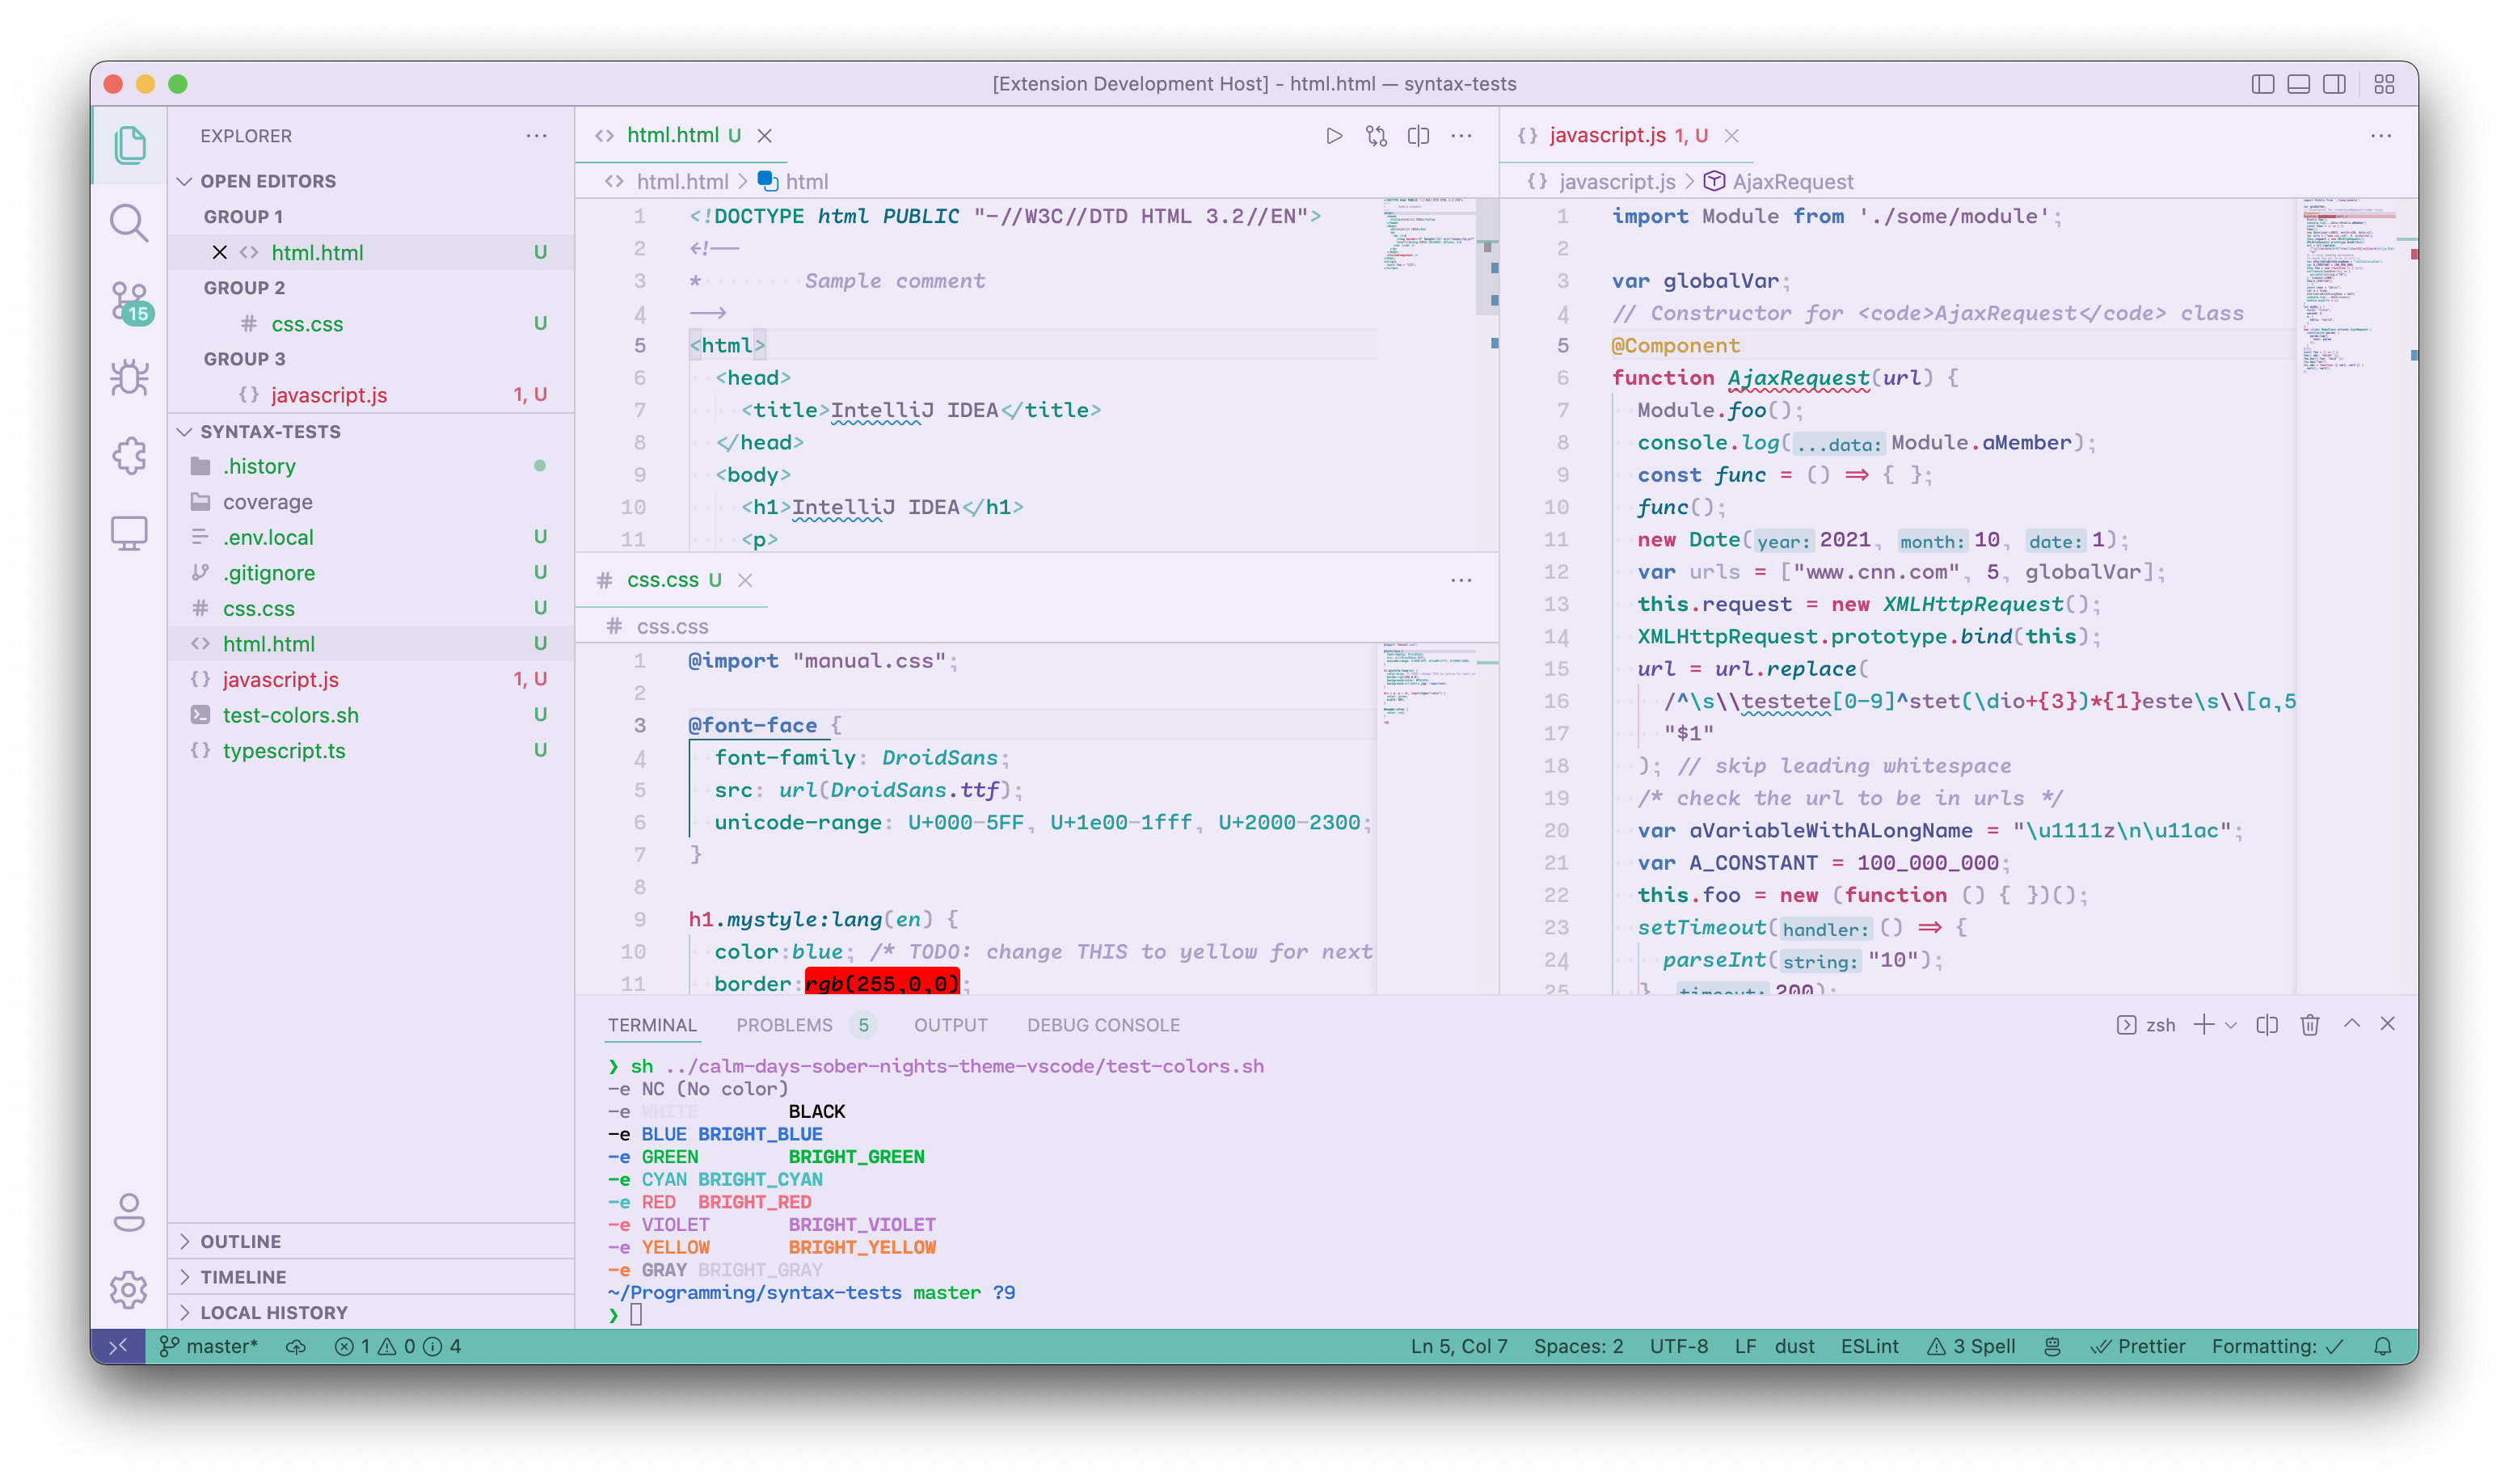 [Extension Development Host] - html.html — syntax-tests
EXPLORER
OPEN EDITORS
GROUP 1
html.html U
GROUP 2
css.css U
GROUP 3
javascript.js 1, U
SYNTAX-TESTS
.history
coverage
.env.local U
.gitignore U
css.css U
html.html U
javascript.js 1, U
test-colors.sh U
typescript.ts U
OUTLINE
TIMELINE
LOCAL HISTORY
15
html.html U
html.html > html
1 <!DOCTYPE html PUBLIC "-//W3C//DTD HTML 3.2//EN">
2 <!--
3 * Sample comment
4 -->
5 <html>
6 <head>
7 <title>IntelliJ IDEA</title>
8 </head>
9 <body>
10 <h1>IntelliJ IDEA</h1>
11 <p>
css.css U
# css.css
1 @import "manual.css";
2
3 @font-face {
4 font-family: DroidSans;
5 src: url(DroidSans.ttf);
6 unicode-range: U+000-5FF, U+1e00-1fff, U+2000-2300;
7 }
8
9 h1.mystyle:lang(en) {
10 color:blue; /* TODO: change THIS to yellow for next
11 border:rgb(255,0,0);
{} javascript.js 1, U
{} javascript.js > AjaxRequest
1 import Module from './some/module';
2
3 var globalVar;
4 // Constructor for <code>AjaxRequest</code> class
5 @Component
6 function AjaxRequest(url) {
7 Module.foo();
8 console.log(...data: Module.aMember);
9 const func = () => { };
10 func();
11 new Date(year: 2021, month: 10, date: 1);
12 var urls = ["www.cnn.com", 5, globalVar];
13 this.request = new XMLHttpRequest();
14 XMLHttpRequest.prototype.bind(this);
15 url = url.replace(
16 /^\s\\testete[0-9]^stet(\dio+{3})*{1}este\s\\[a,5
17 "$1"
18 ); // skip leading whitespace
19 /* check the url to be in urls */
20 var aVariableWithALongName = "\u1111z\n\u11ac";
21 var A_CONSTANT = 100_000_000;
22 this.foo = new (function () { })();
23 setTimeout(handler: () => {
24 parseInt(string: "10");
25 }, timeout: 200);
TERMINAL PROBLEMS 5 OUTPUT DEBUG CONSOLE
zsh
❯ sh ../calm-days-sober-nights-theme-vscode/test-colors.sh
-e NC (No color)
-e WHITE BLACK
-e BLUE BRIGHT_BLUE
-e GREEN BRIGHT_GREEN
-e CYAN BRIGHT_CYAN
-e RED BRIGHT_RED
-e VIOLET BRIGHT_VIOLET
-e YELLOW BRIGHT_YELLOW
-e GRAY BRIGHT_GRAY
~/Programming/syntax-tests master ?9
❯
master* 1 0 4
Ln 5, Col 7 Spaces: 2 UTF-8 LF dust ESLint 3 Spell Prettier Formatting: